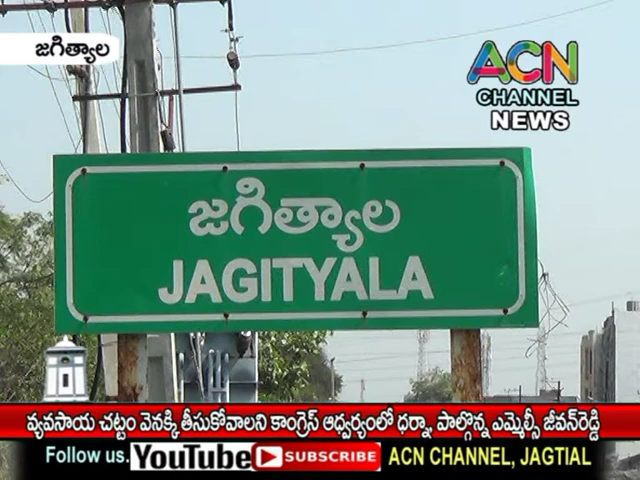 జగిత్యాల
ACN
CHANNEL
NEWS
జగిత్యాల
JAGITYALA
వ్యవసాయ చట్టం వెనక్కి తీసుకోవాలని కాంగ్రెస్ ఆధ్వర్యంలో ధర్నా, పాల్గొన్న ఎమ్మెల్సీ జీవన్‌రెడ్డి
Follow us. YouTube SUBSCRIBE ACN CHANNEL, JAGTIAL